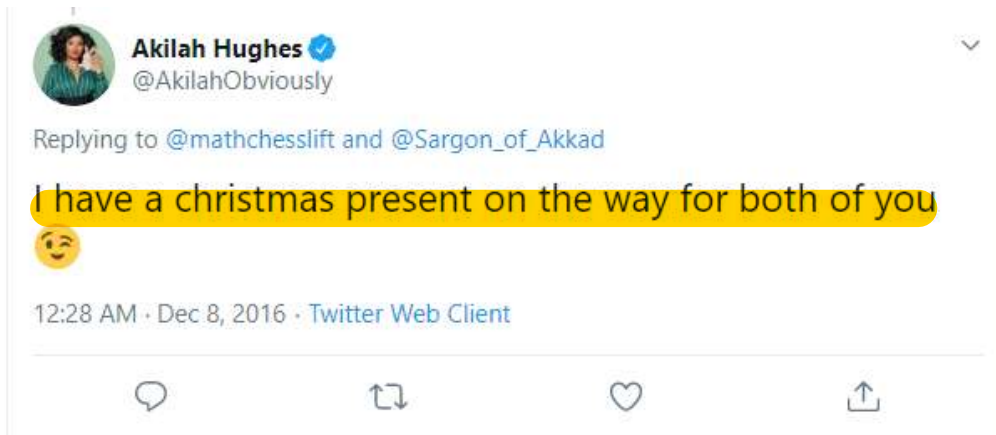 Akilah Hughes
@AkilahObviously
Replying to @mathchesslift and @Sargon_of_Akkad
I have a christmas present on the way for both of you
😉
12:28 AM · Dec 8, 2016 · Twitter Web Client